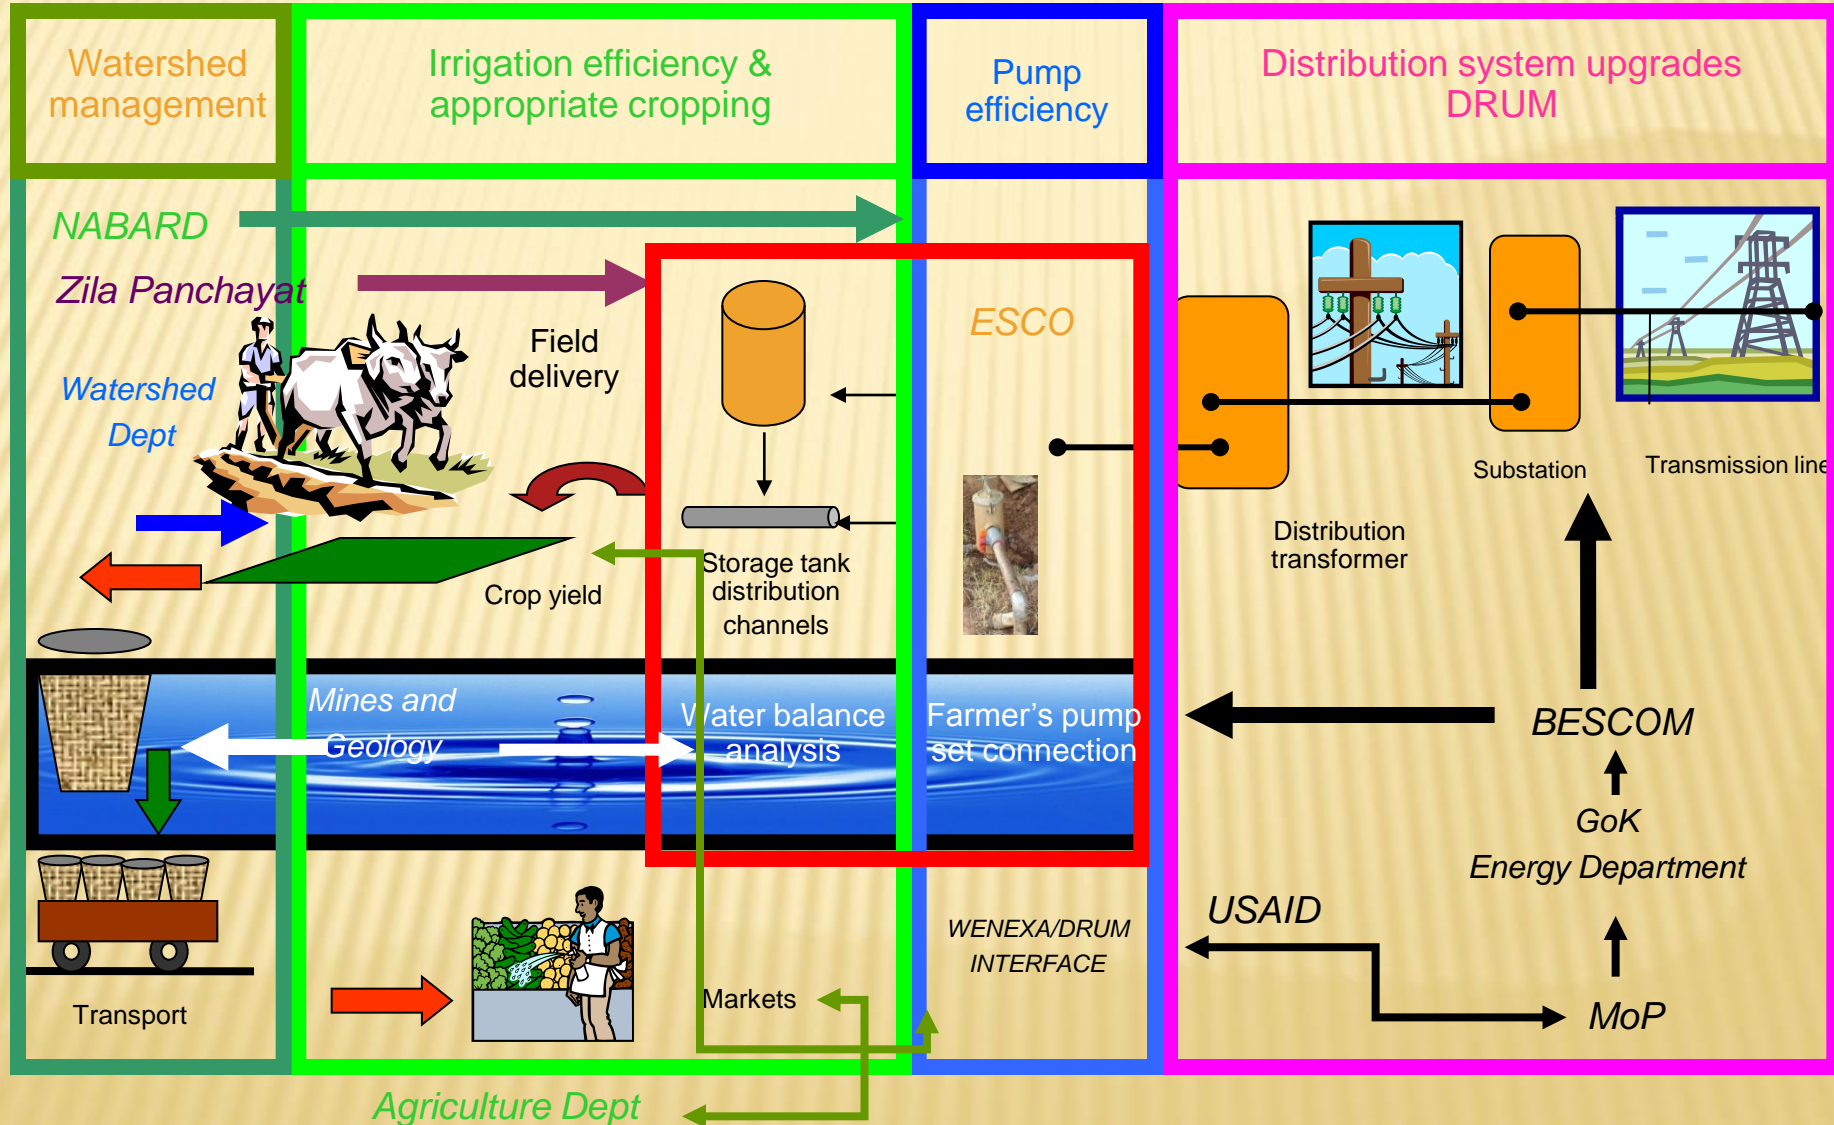 Watershed
management
Irrigation efficiency &
appropriate cropping
Pump
efficiency
Distribution system upgrades
DRUM
NABARD
Zila Panchayat
Watershed
Dept
Field
delivery
Crop yield
Storage tank
distribution
channels
ESCO
Substation
Transmission line
Distribution
transformer
Mines and
Geology
Water balance
analysis
Farmer's pump
set connection
BESCOM
GoK
Energy Department
USAID
MoP
WENEXA/DRUM
INTERFACE
Transport
Markets
Agriculture Dept